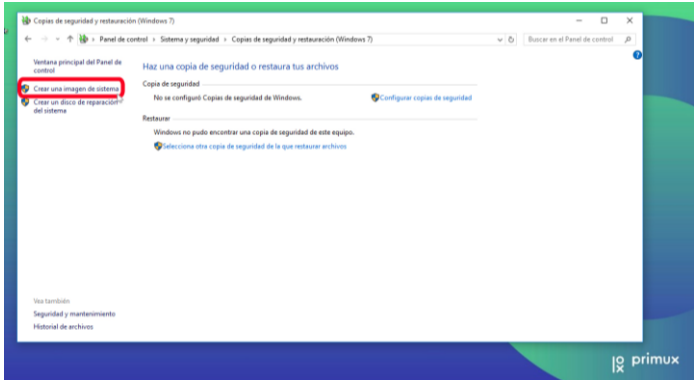 Copias de seguridad y restauración (Windows 7)
Panel de control › Sistema y seguridad › Copias de seguridad y restauración (Windows 7)
Buscar en el Panel de control
Ventana principal del Panel de
control
Crear una imagen de sistema
Crear un disco de reparación
del sistema
Haz una copia de seguridad o restaura tus archivos
Copia de seguridad
No se configuró Copias de seguridad de Windows.
Configurar copias de seguridad
Restaurar
Windows no pudo encontrar una copia de seguridad de este equipo.
Selecciona otra copia de seguridad de la que restaurar archivos
Vea también
Seguridad y mantenimiento
Historial de archivos
primux